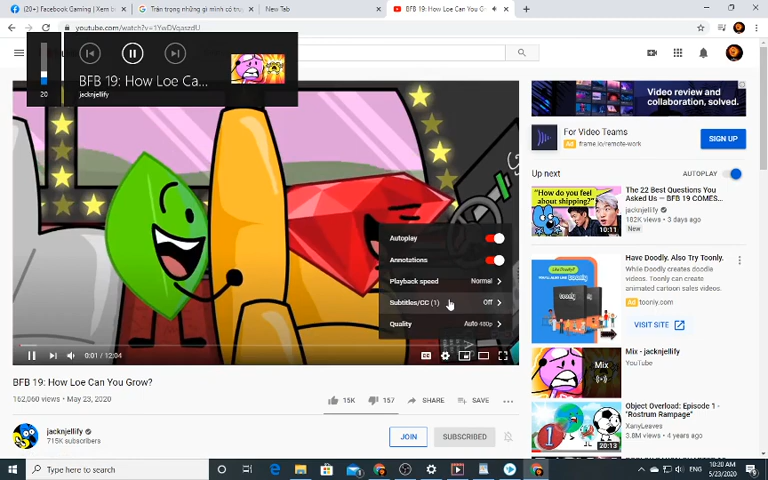 (20+) Facebook Gaming | Xem b
Trân trọng những gì mình có tru
New Tab
BFB 19: How Loe Can You Gr
youtube.com/watch?v=1YwDVqaszdU
20
BFB 19: How Loe Ca...
jacknjellify
Autoplay
Annotations
Playback speed Normal
Subtitles/CC (1) Off
Quality Auto 480p
0:01 / 12:04
BFB 19: How Loe Can You Grow?
162,060 views • May 23, 2020
15K
157
SHARE
SAVE
jacknjellify
715K subscribers
JOIN
SUBSCRIBED
Video review and
collaboration, solved.
For Video Teams
Ad frame.io/remote-work
SIGN UP
Up next
AUTOPLAY
"How do you feel
about shipping?"
10:11
The 22 Best Questions You
Asked Us — BFB 19 COMES...
jacknjellify
182K views • 3 days ago
New
toonly
Have Doodly. Also Try Toonly.
While Doodly creates doodle
videos. Toonly can create
animated cartoon sales videos.
Ad toonly.com
VISIT SITE
Mix
Mix - jacknjellify
YouTube
20:13
Object Overload: Episode 1 -
"Rostrum Rampage"
XanyLeaves
3.8M views • 4 years ago
Type here to search
ENG
10:20 AM
5/23/2020